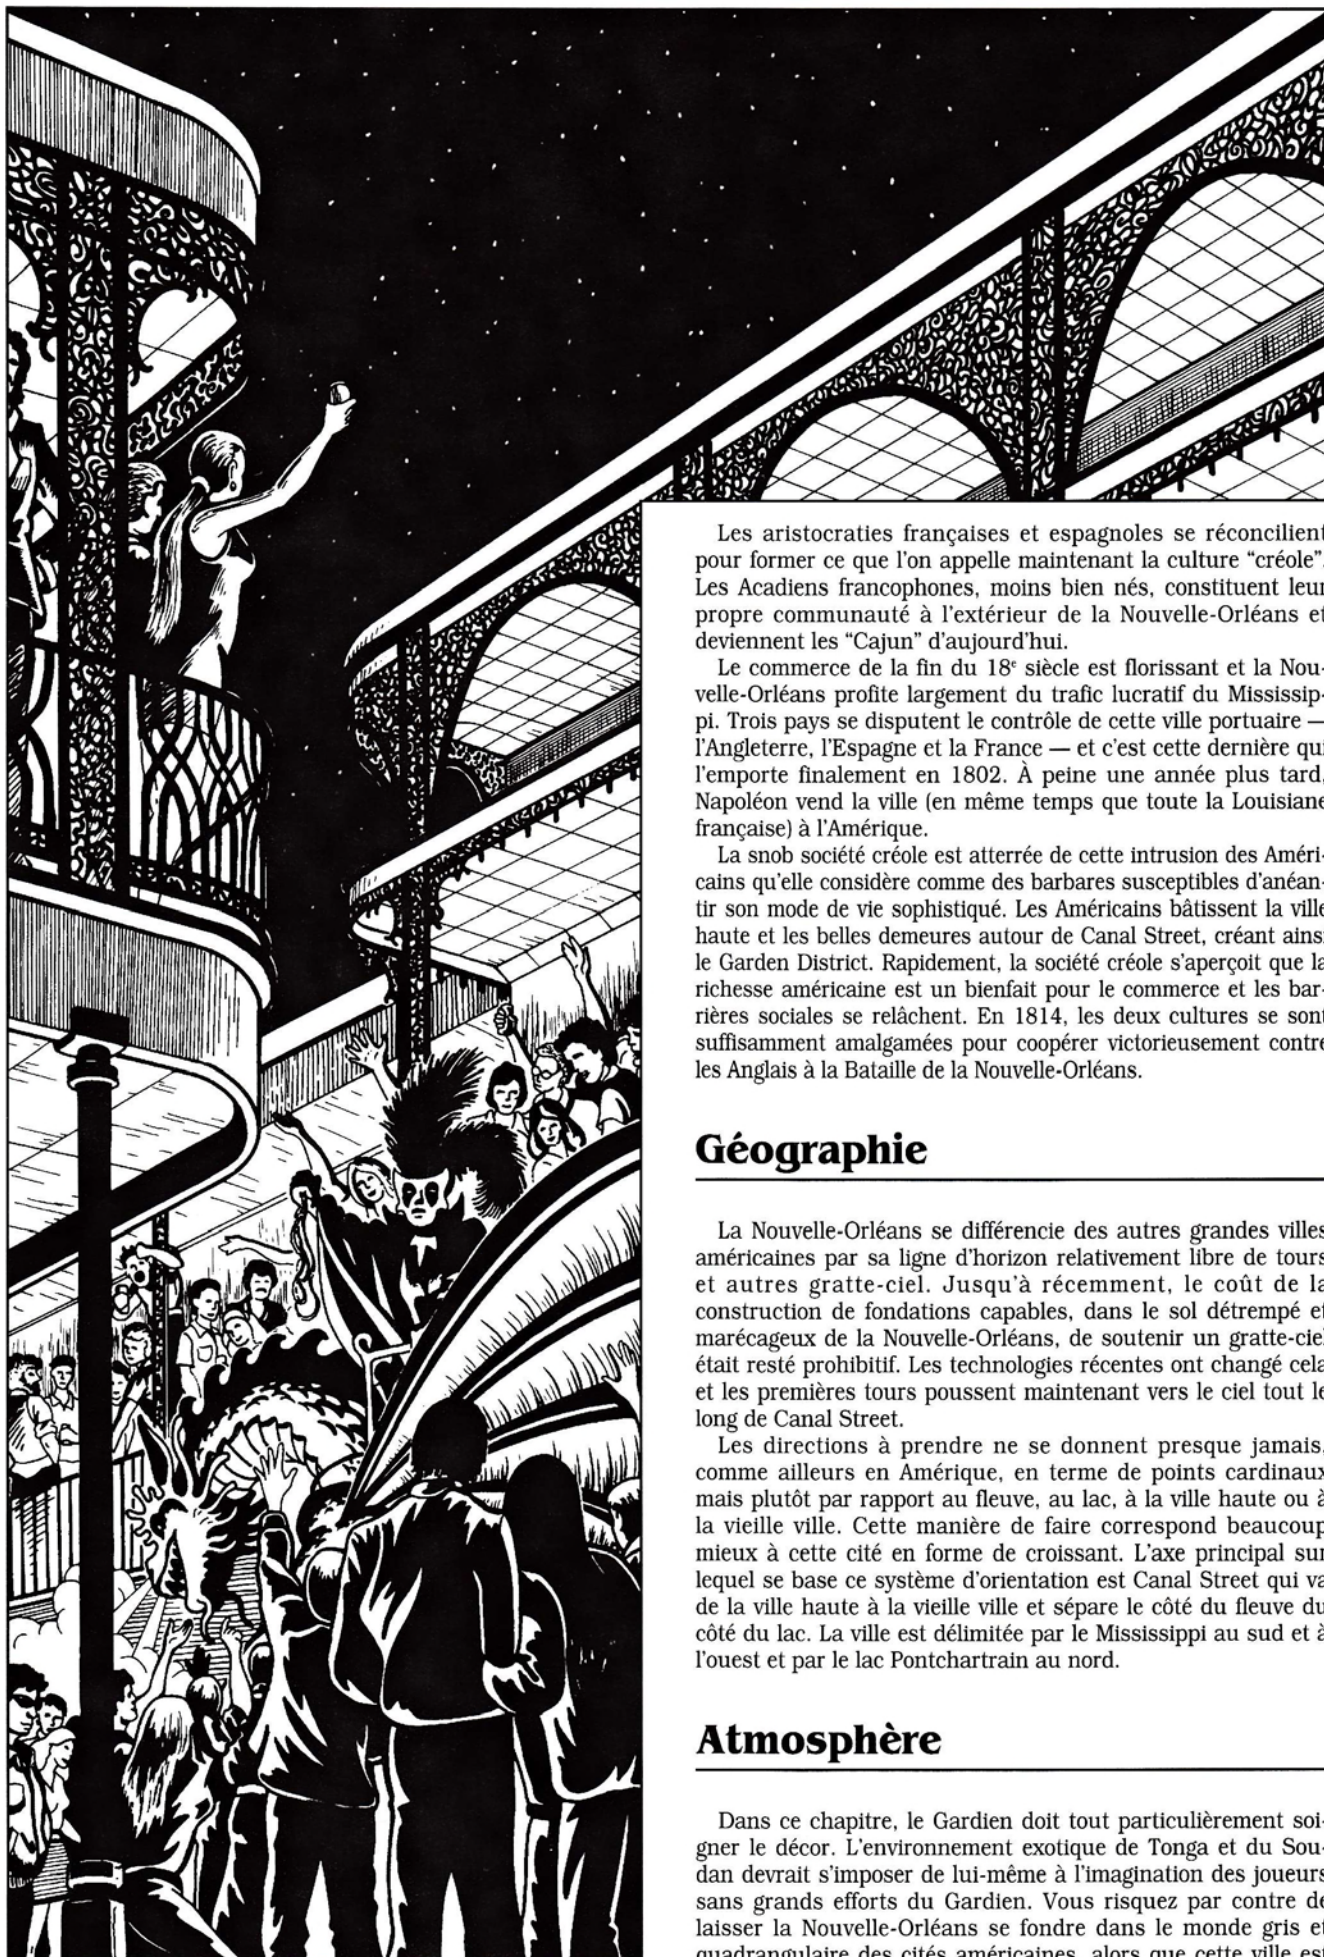 Les aristocraties françaises et espagnoles se réconcilient
pour former ce que l'on appelle maintenant la culture “créole”.
Les Acadiens francophones, moins bien nés, constituent leur
propre communauté à l'extérieur de la Nouvelle-Orléans et
deviennent les “Cajun” d'aujourd'hui.
Le commerce de la fin du 18e siècle est florissant et la Nou-
velle-Orléans profite largement du trafic lucratif du Mississip-
pi. Trois pays se disputent le contrôle de cette ville portuaire —
l'Angleterre, l'Espagne et la France — et c'est cette dernière qui
l'emporte finalement en 1802. À peine une année plus tard,
Napoléon vend la ville (en même temps que toute la Louisiane
française) à l'Amérique.
La snob société créole est atterrée de cette intrusion des Améri-
cains qu'elle considère comme des barbares susceptibles d'anéan-
tir son mode de vie sophistiqué. Les Américains bâtissent la ville
haute et les belles demeures autour de Canal Street, créant ainsi
le Garden District. Rapidement, la société créole s'aperçoit que la
richesse américaine est un bienfait pour le commerce et les bar-
rières sociales se relâchent. En 1814, les deux cultures se sont
suffisamment amalgamées pour coopérer victorieusement contre
les Anglais à la Bataille de la Nouvelle-Orléans.
Géographie
La Nouvelle-Orléans se différencie des autres grandes villes
américaines par sa ligne d'horizon relativement libre de tours
et autres gratte-ciel. Jusqu'à récemment, le coût de la
construction de fondations capables, dans le sol détrempé et
marécageux de la Nouvelle-Orléans, de soutenir un gratte-ciel
était resté prohibitif. Les technologies récentes ont changé cela
et les premières tours poussent maintenant vers le ciel tout le
long de Canal Street.
Les directions à prendre ne se donnent presque jamais,
comme ailleurs en Amérique, en terme de points cardinaux
mais plutôt par rapport au fleuve, au lac, à la ville haute ou à
la vieille ville. Cette manière de faire correspond beaucoup
mieux à cette cité en forme de croissant. L'axe principal sur
lequel se base ce système d'orientation est Canal Street qui va
de la ville haute à la vieille ville et sépare le côté du fleuve du
côté du lac. La ville est délimitée par le Mississippi au sud et à
l'ouest et par le lac Pontchartrain au nord.
Atmosphère
Dans ce chapitre, le Gardien doit tout particulièrement soi-
gner le décor. L'environnement exotique de Tonga et du Sou-
dan devrait s'imposer de lui-même à l'imagination des joueurs
sans grands efforts du Gardien. Vous risquez par contre de
laisser la Nouvelle-Orléans se fondre dans le monde gris et
quadrangulaire des cités américaines, alors que cette ville est